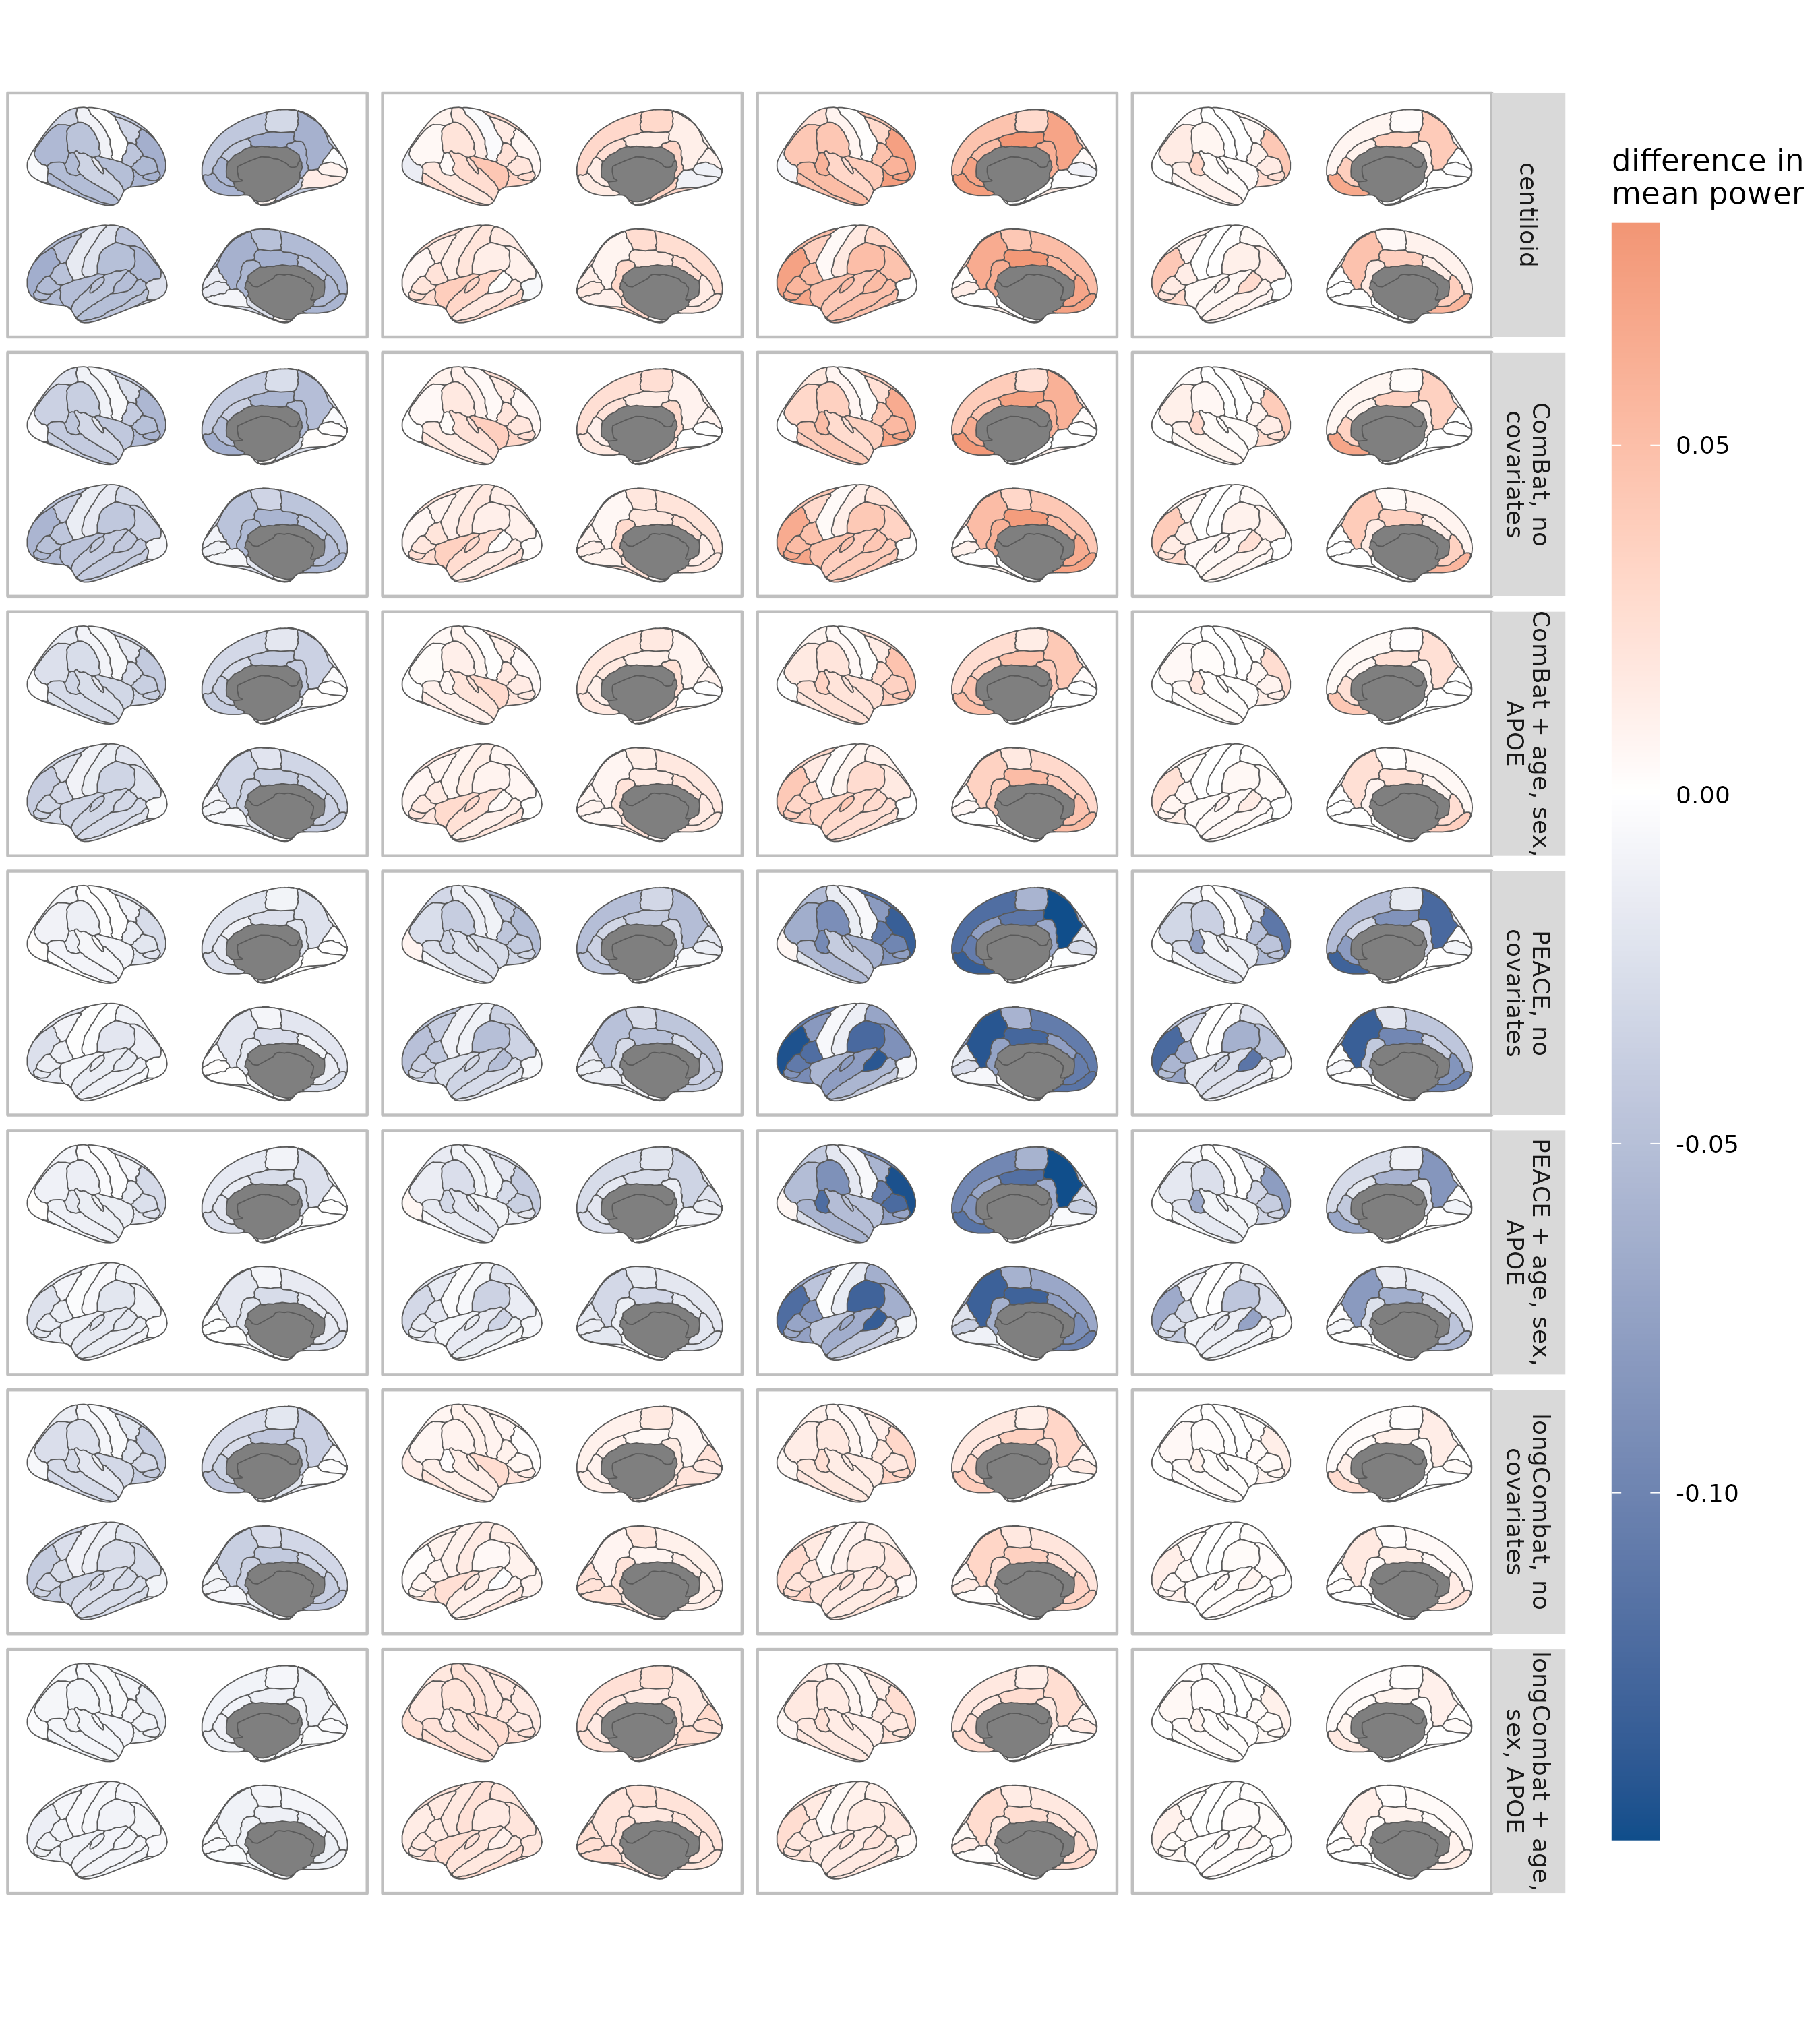 difference in
mean power
0.05
0.00
-0.05
-0.10
centiloid
ComBat, no
covariates
ComBat + age, sex,
APOE
PEACE, no
covariates
PEACE + age, sex,
APOE
longCombat, no
covariates
longCombat + age,
sex, APOE